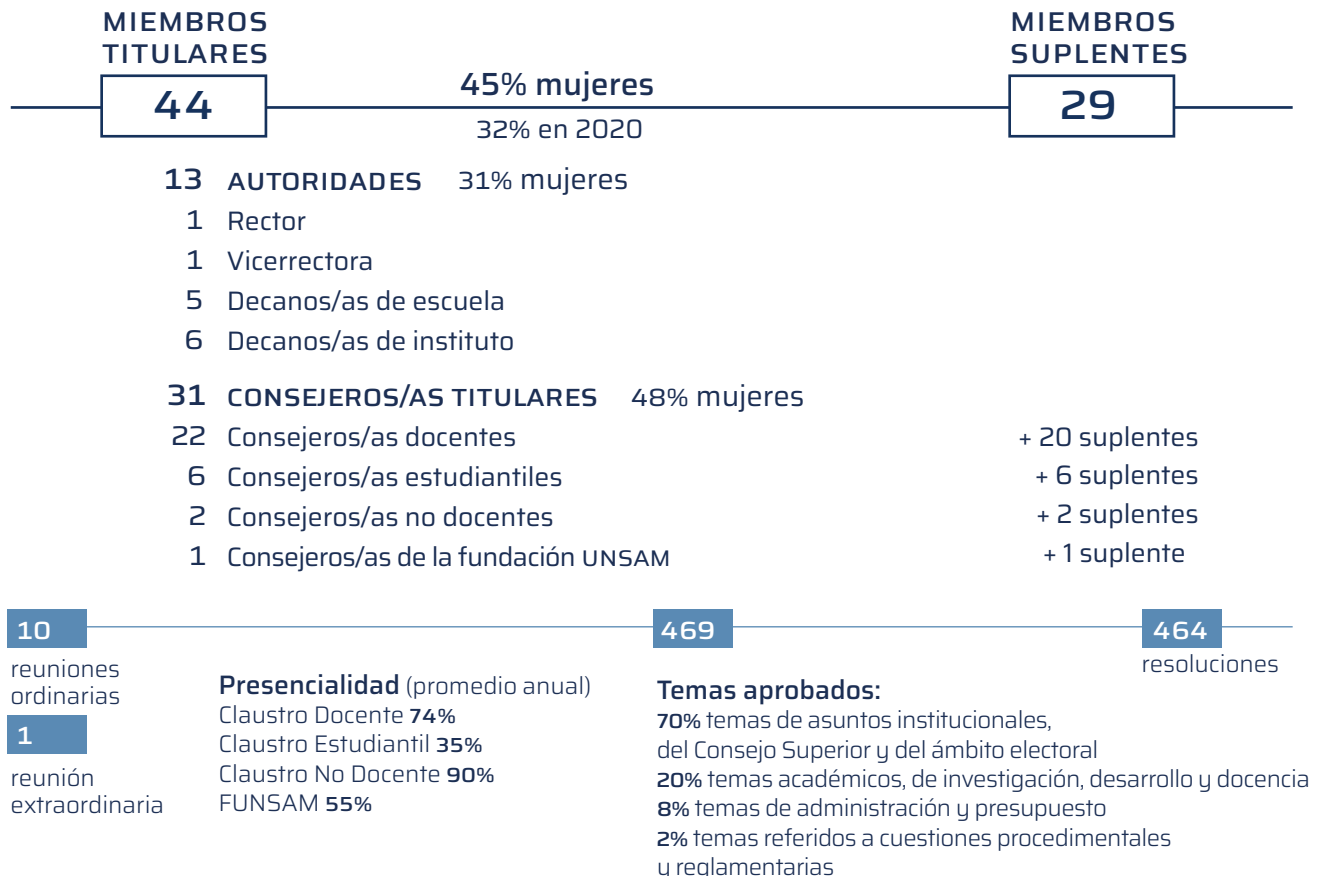 MIEMBROS
TITULARES
44
45% mujeres
32% en 2020
MIEMBROS
SUPLENTES
29
13 AUTORIDADES 31% mujeres
1 Rector
1 Vicerrectora
5 Decanos/as de escuela
6 Decanos/as de instituto
31 CONSEJEROS/AS TITULARES 48% mujeres
22 Consejeros/as docentes + 20 suplentes
6 Consejeros/as estudiantiles + 6 suplentes
2 Consejeros/as no docentes + 2 suplentes
1 Consejeros/as de la fundación UNSAM + 1 suplente
10
reuniones
ordinarias
1
reunión
extraordinaria
Presencialidad (promedio anual)
Claustro Docente 74%
Claustro Estudiantil 35%
Claustro No Docente 90%
FUNSAM 55%
469
Temas aprobados:
70% temas de asuntos institucionales,
del Consejo Superior y del ámbito electoral
20% temas académicos, de investigación, desarrollo y docencia
8% temas de administración y presupuesto
2% temas referidos a cuestiones procedimentales
y reglamentarias
464
resoluciones